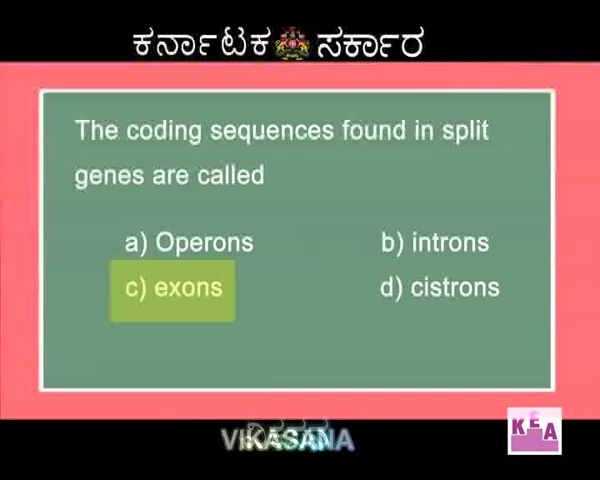 ಕರ್ನಾಟಕ ಸರ್ಕಾರ
The coding sequences found in split
genes are called
a) Operons b) introns
c) exons d) cistrons
VIKASANA
KEA